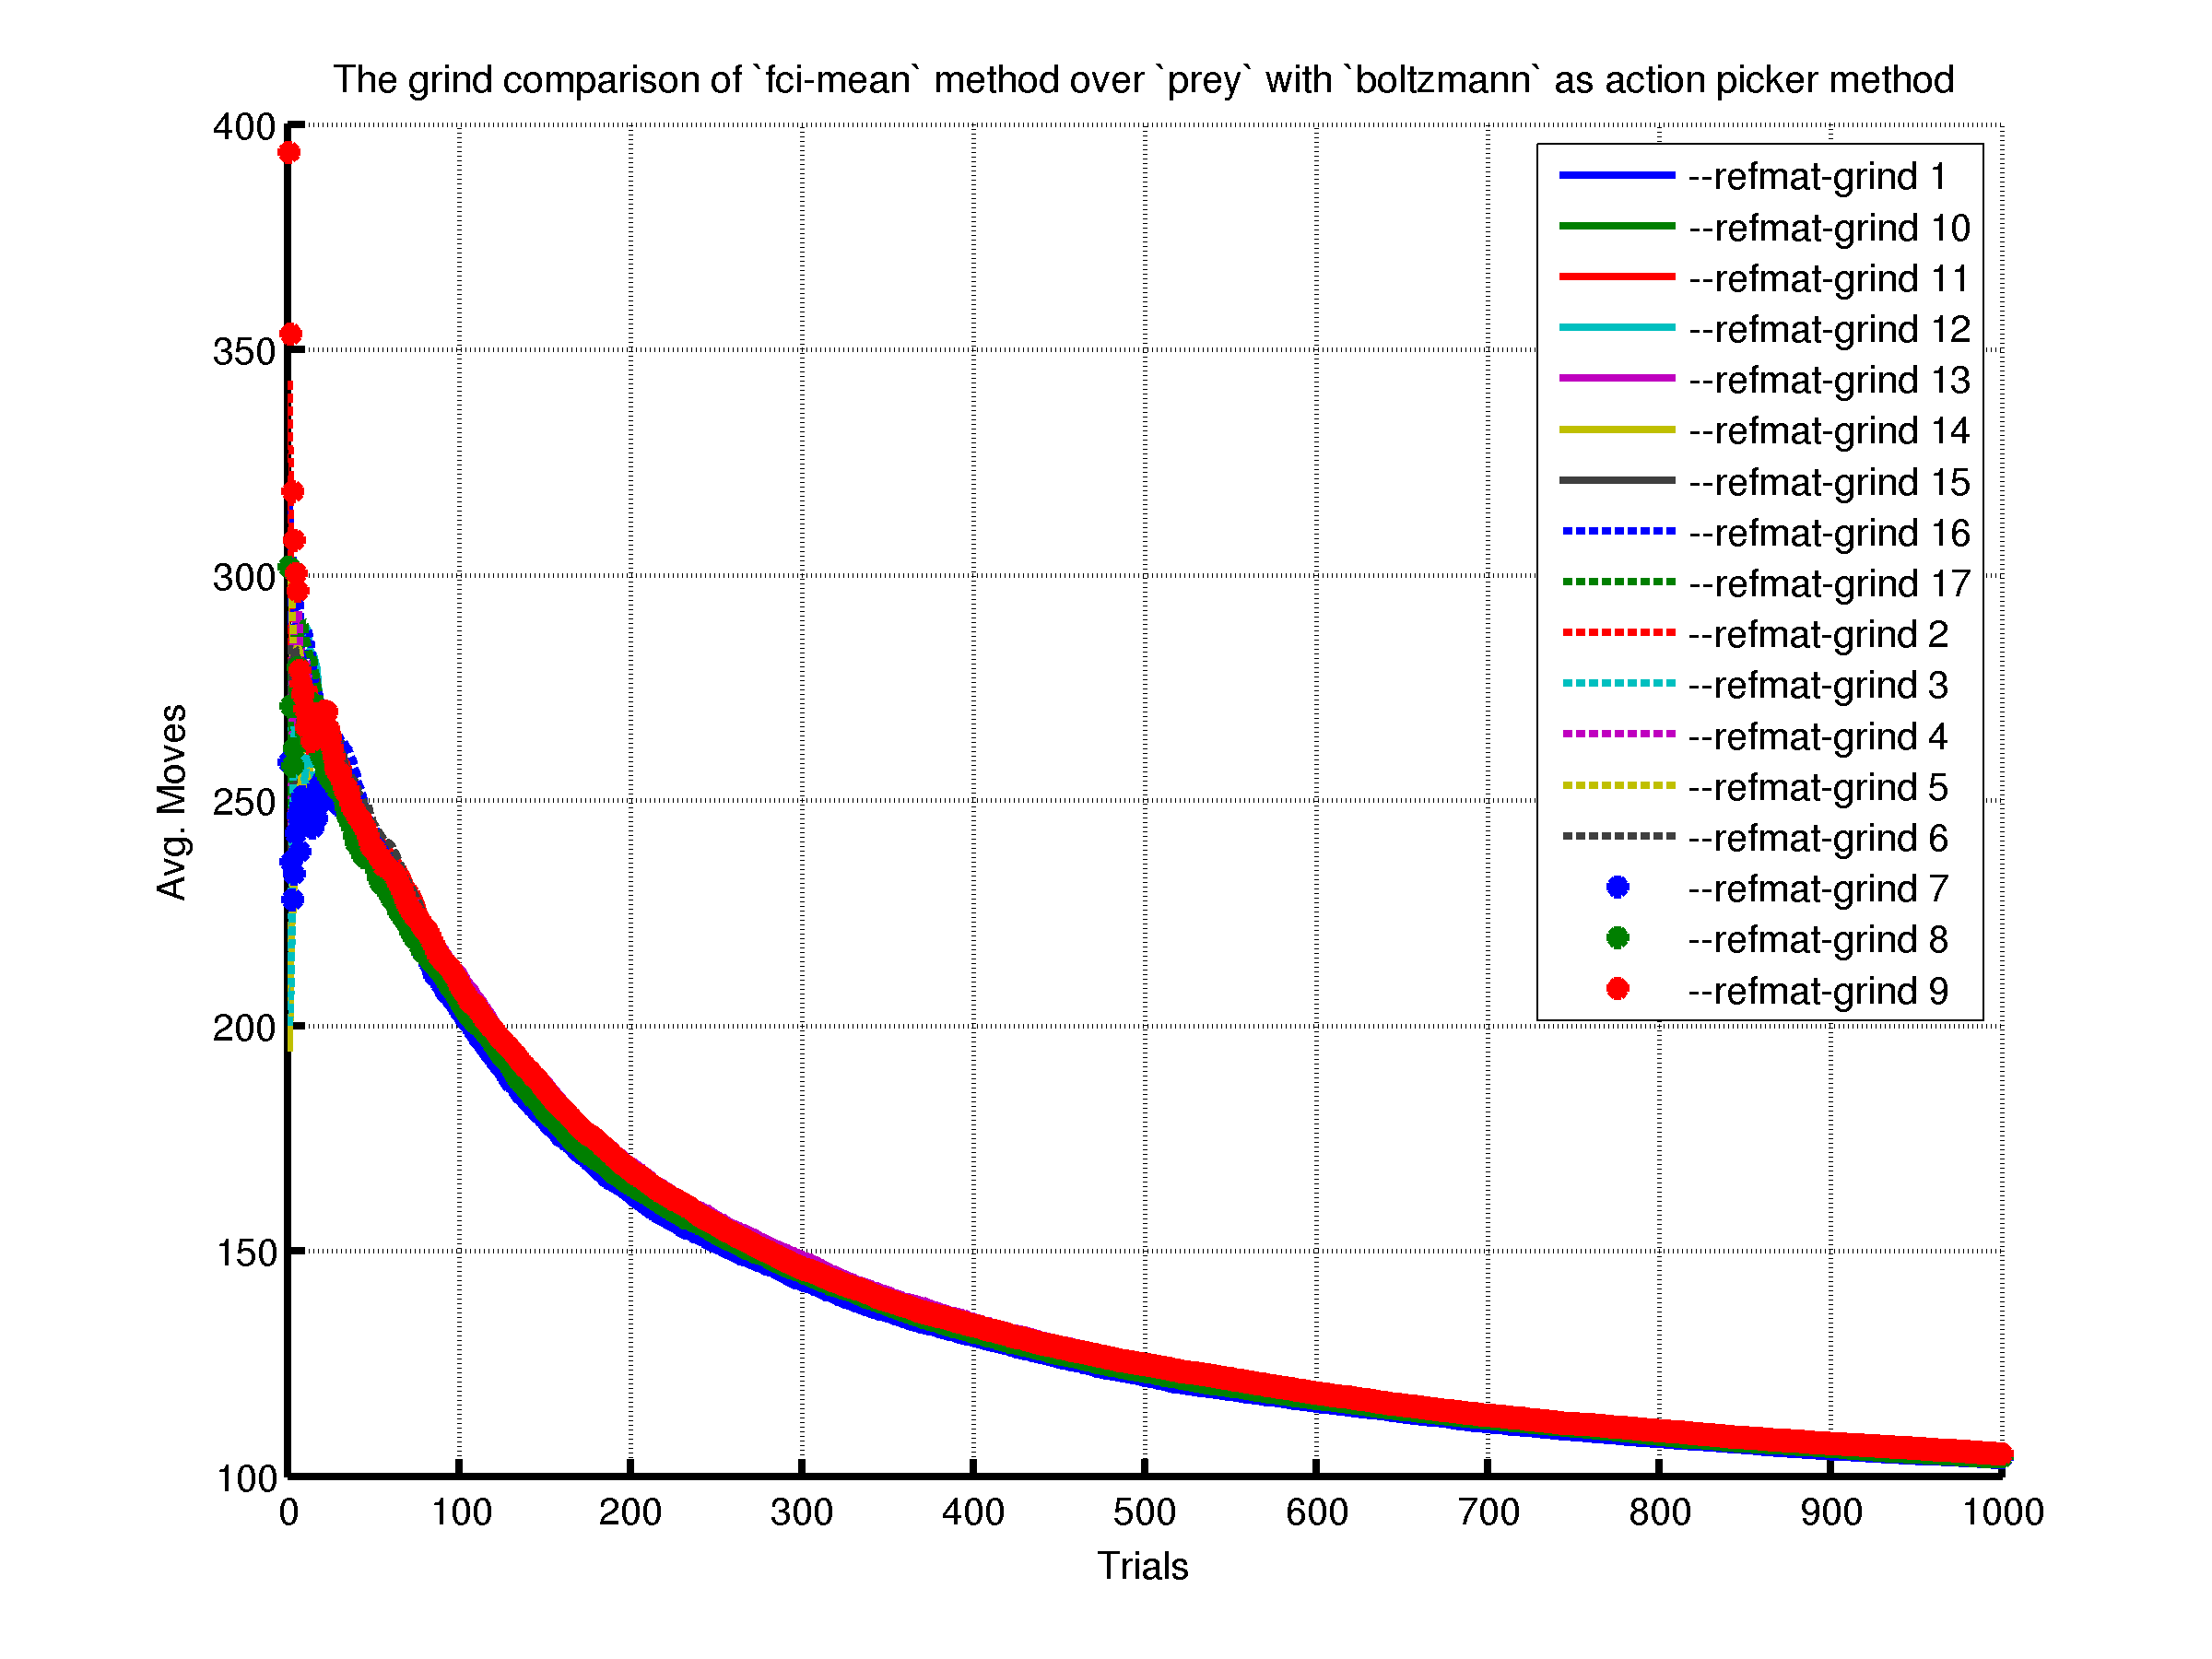 The grind comparison of `fci-mean` method over `prey` with `boltzmann` as action picker method
400
350
300
250
200
150
100
Avg. Moves
0 100 200 300 400 500 600 700 800 900 1000
Trials
--refmat-grind 1
--refmat-grind 10
--refmat-grind 11
--refmat-grind 12
--refmat-grind 13
--refmat-grind 14
--refmat-grind 15
--refmat-grind 16
--refmat-grind 17
--refmat-grind 2
--refmat-grind 3
--refmat-grind 4
--refmat-grind 5
--refmat-grind 6
--refmat-grind 7
--refmat-grind 8
--refmat-grind 9